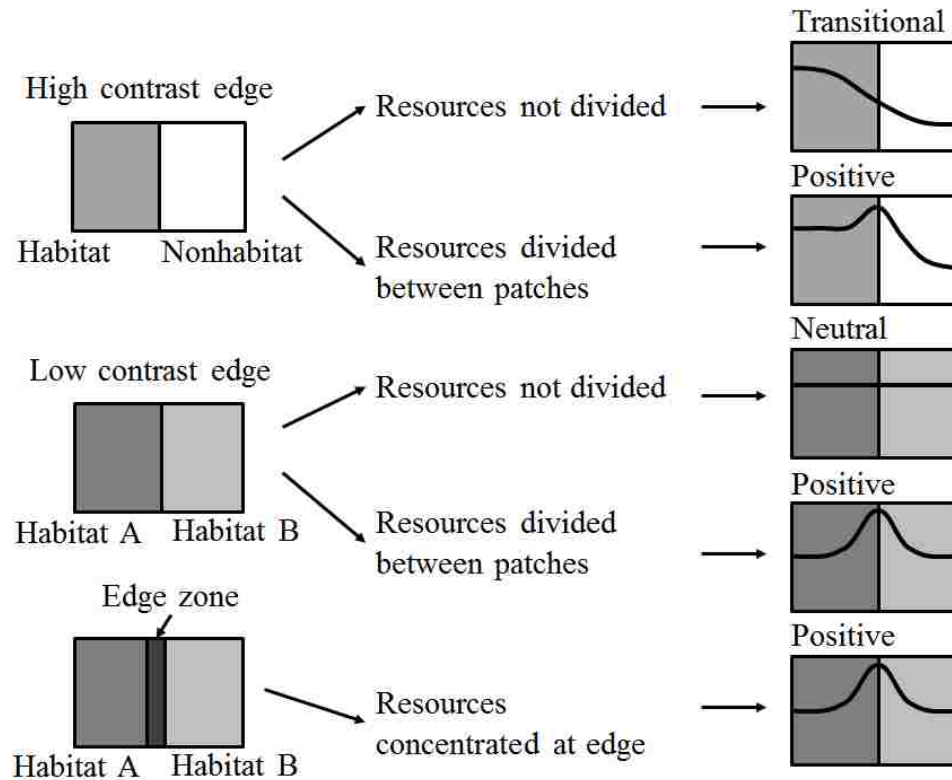 High contrast edge
Habitat Nonhabitat
Resources not divided
Transitional
Resources divided
between patches
Positive
Low contrast edge
Habitat A Habitat B
Resources not divided
Neutral
Resources divided
between patches
Positive
Edge zone
Habitat A Habitat B
Resources
concentrated at edge
Positive